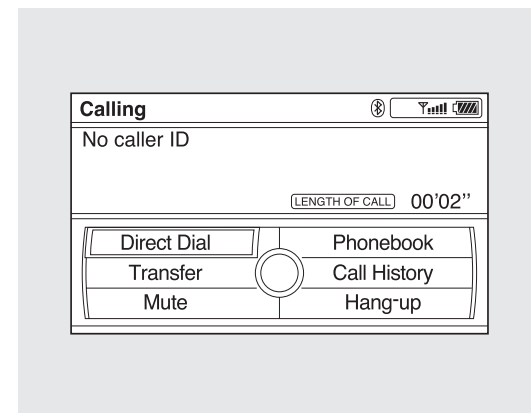 Calling
No caller ID
LENGTH OF CALL 00'02''
Direct Dial Phonebook
Transfer Call History
Mute Hang-up